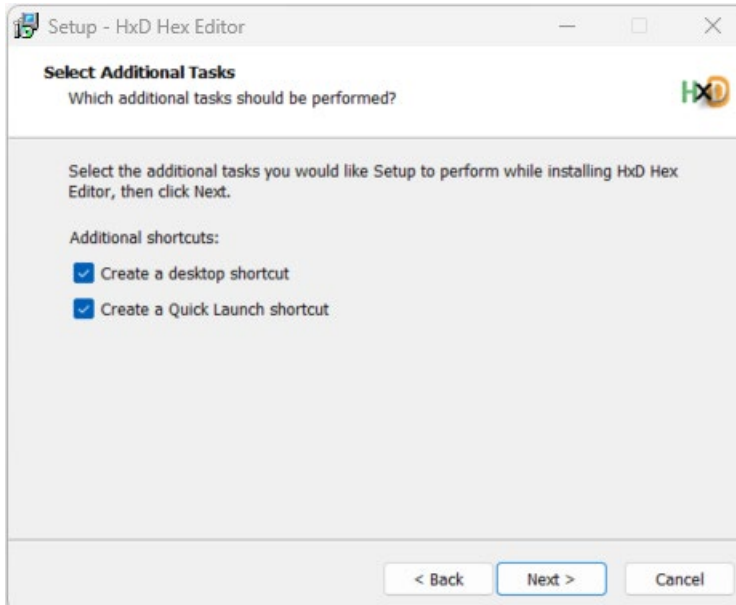 Setup - HxD Hex Editor
Select Additional Tasks
Which additional tasks should be performed?
HxD
Select the additional tasks you would like Setup to perform while installing HxD Hex
Editor, then click Next.
Additional shortcuts:
Create a desktop shortcut
Create a Quick Launch shortcut
< Back
Next >
Cancel